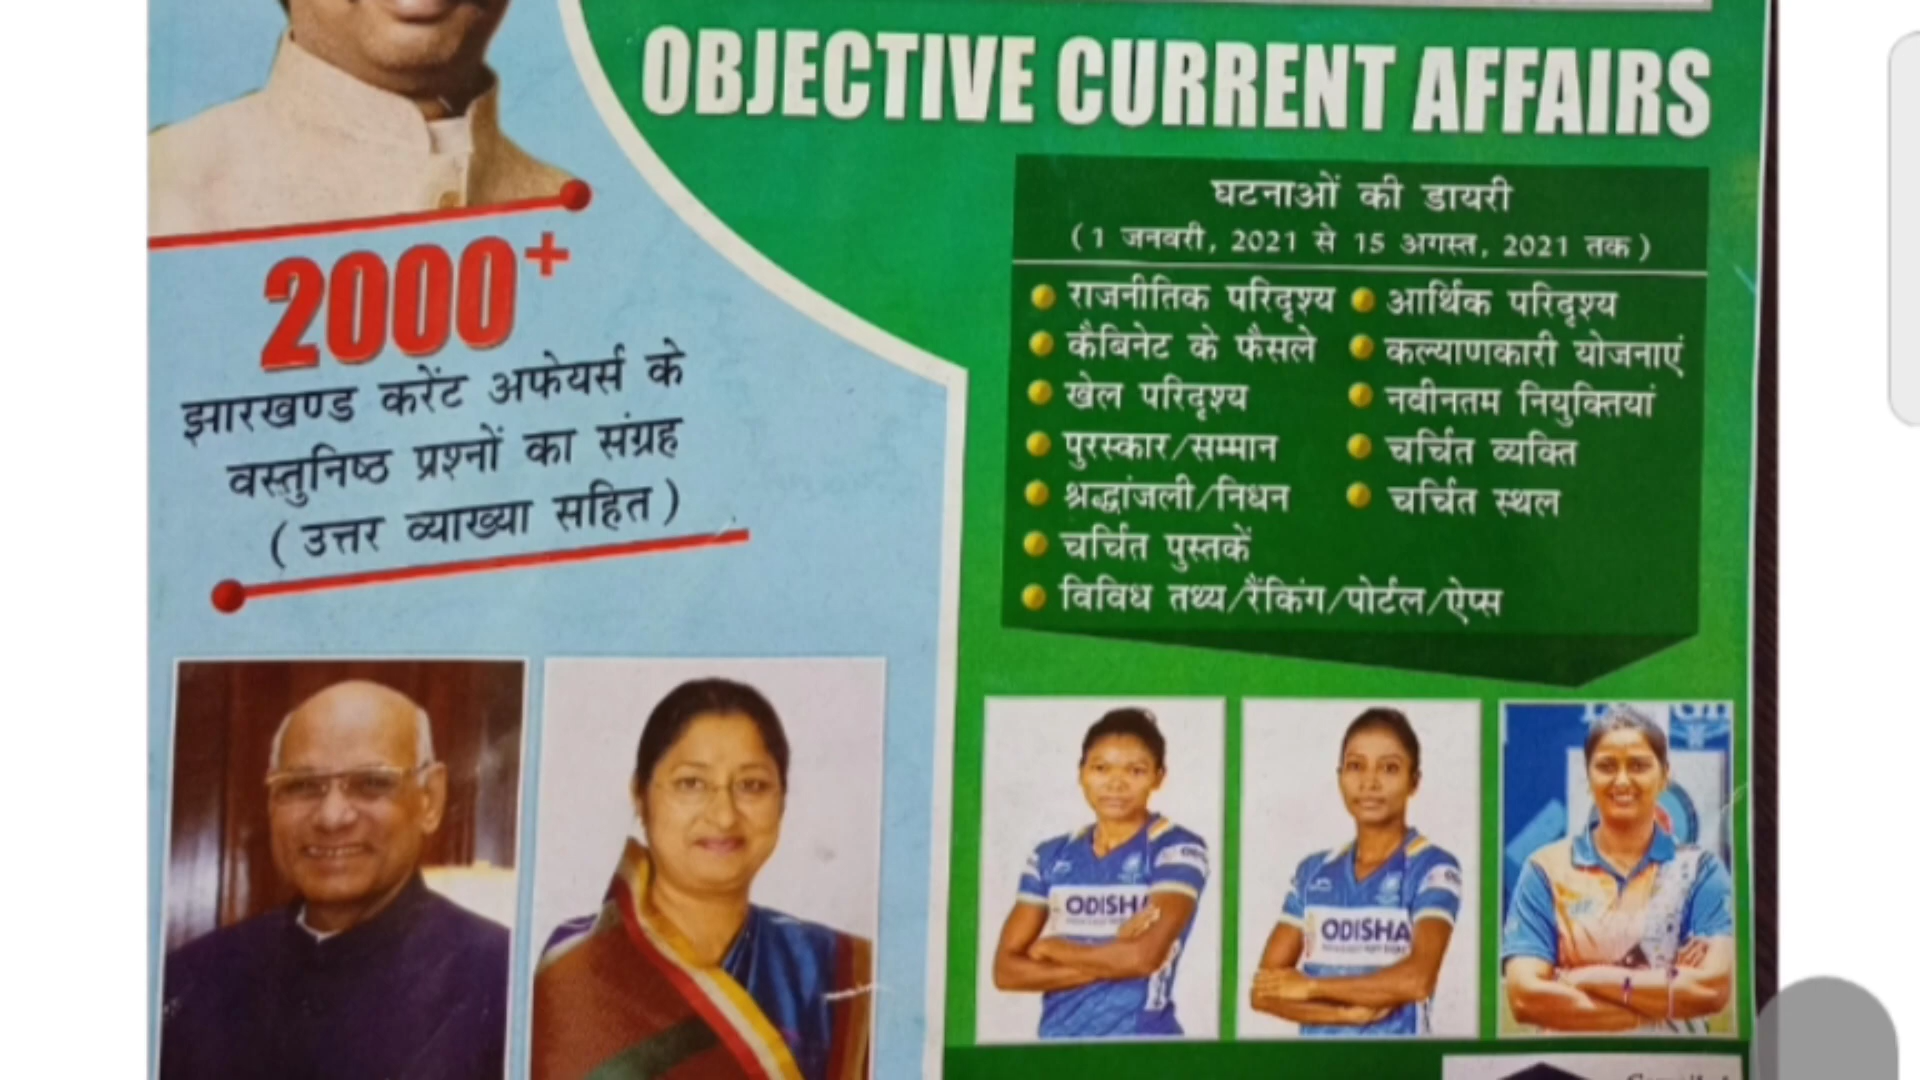 OBJECTIVE CURRENT AFFAIRS
घटनाओं की डायरी
(1 जनवरी, 2021 से 15 अगस्त, 2021 तक)
राजनीतिक परिदृश्य
आर्थिक परिदृश्य
कैबिनेट के फैसले
कल्याणकारी योजनाएं
खेल परिदृश्य
नवीनतम नियुक्तियां
पुरस्कार/सम्मान
चर्चित व्यक्ति
श्रद्धांजली/निधन
चर्चित स्थल
चर्चित पुस्तकें
विविध तथ्य/रैंकिंग/पोर्टल/ऐप्स
2000+
झारखण्ड करेंट अफेयर्स के
वस्तुनिष्ठ प्रश्नों का संग्रह
(उत्तर व्याख्या सहित)
ODISHA
ODISHA